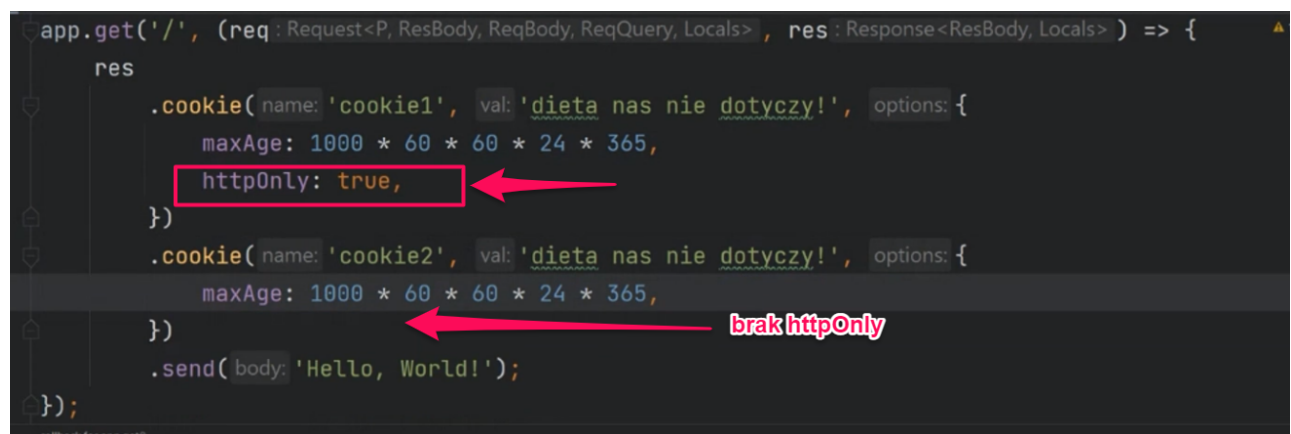 app.get('/', (req : Request<P, ResBody, ReqBody, ReqQuery, Locals> , res : Response<ResBody, Locals> ) => {
res
.cookie( name: 'cookie1', val: 'dieta nas nie dotyczy!', options: {
maxAge: 1000 * 60 * 60 * 24 * 365,
httpOnly: true,
})
.cookie( name: 'cookie2', val: 'dieta nas nie dotyczy!', options: {
maxAge: 1000 * 60 * 60 * 24 * 365,
brak httpOnly
})
.send( body: 'Hello, World!');
});